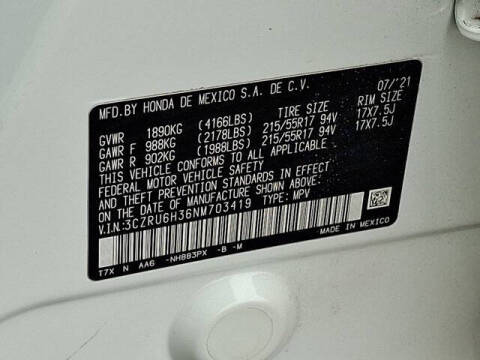 MFD. BY HONDA DE MEXICO S.A. DE C.V. 07/'21
TIRE SIZE RIM SIZE
GVWR 1890KG (4166LBS)
GAWR F 988KG (2178LBS) 215/55R17 94V 17X7.5J
GAWR R 902KG (1988LBS) 215/55R17 94V 17X7.5J
THIS VEHICLE CONFORMS TO ALL APPLICABLE
FEDERAL MOTOR VEHICLE SAFETY AND
THEFT PREVENTION STANDARDS IN EFFECT
ON THE DATE OF MANUFACTURE SHOWN ABOVE.
V.I.N.:3CZRU6H36NM703419 TYPE: MPV
T7X N AA6 -NH883PX -B -M
MADE IN MEXICO